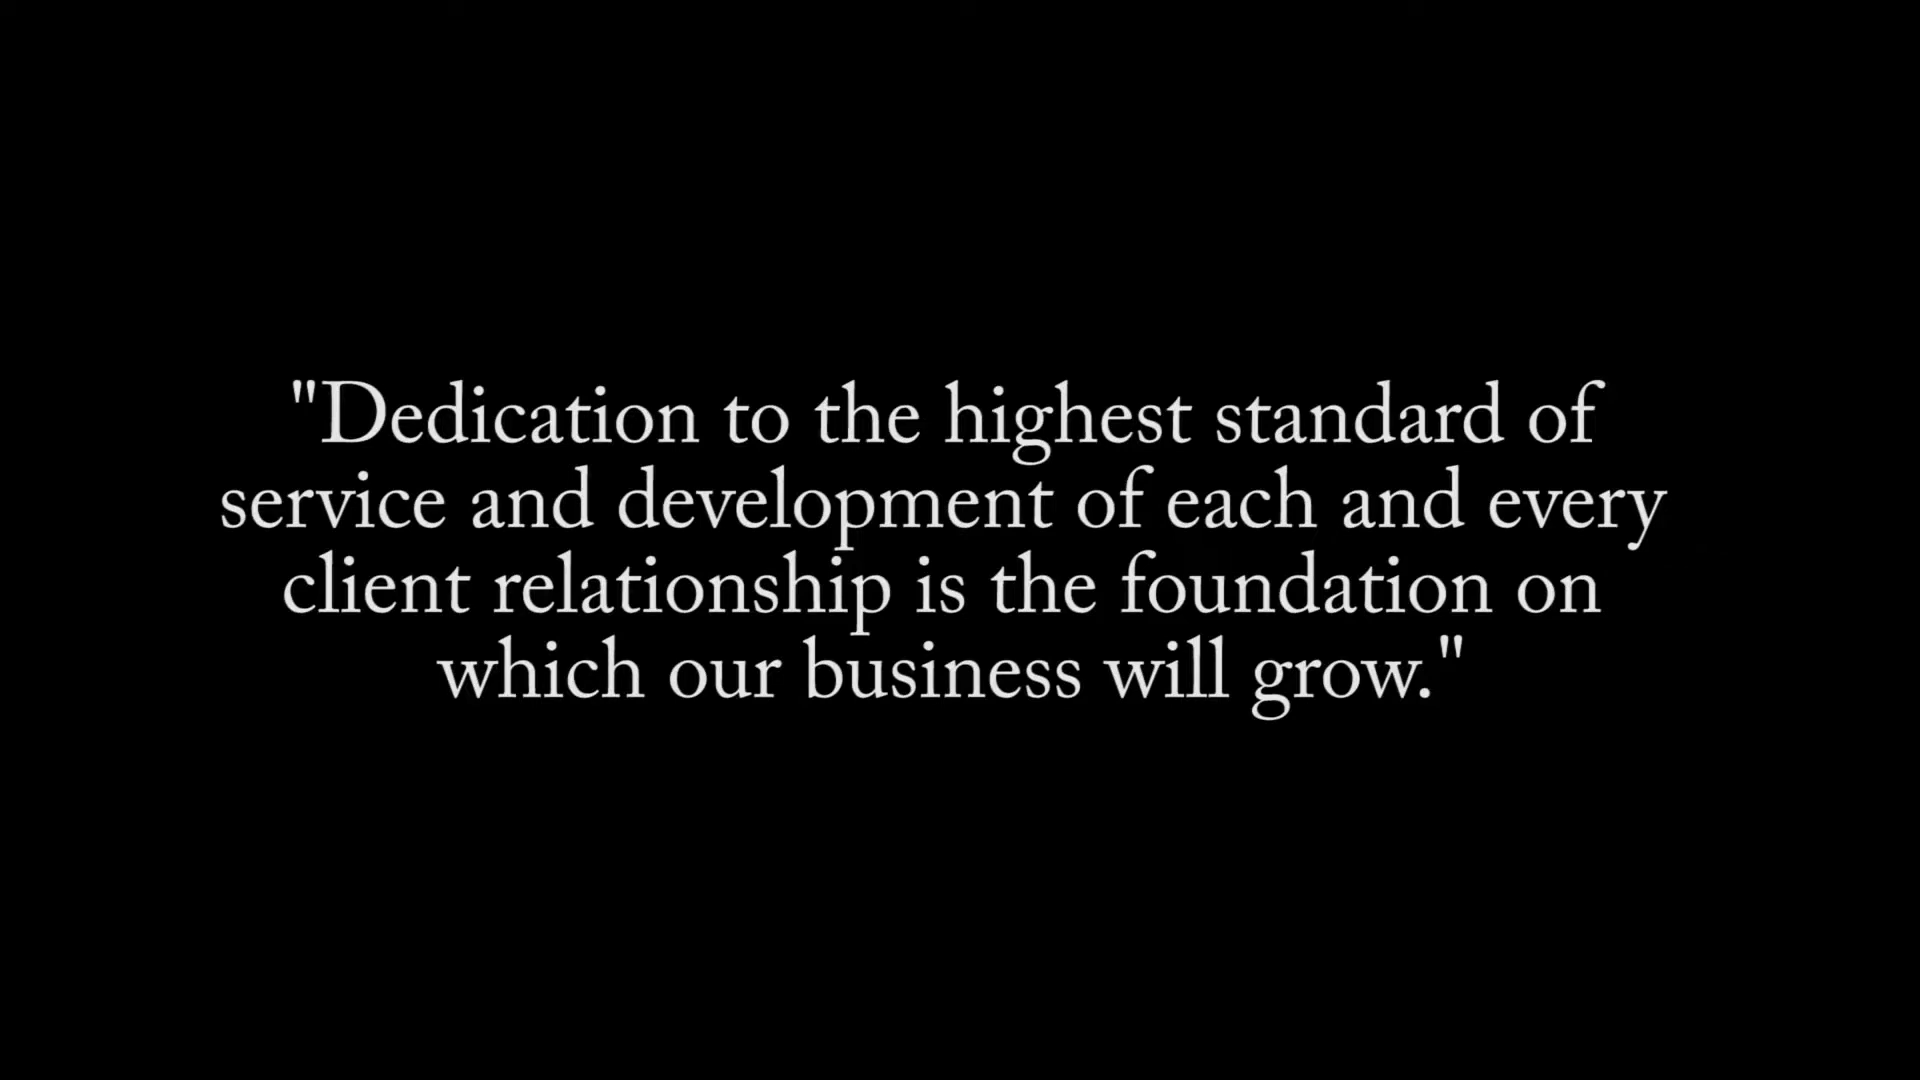 "Dedication to the highest standard of
service and development of each and every
client relationship is the foundation on
which our business will grow."